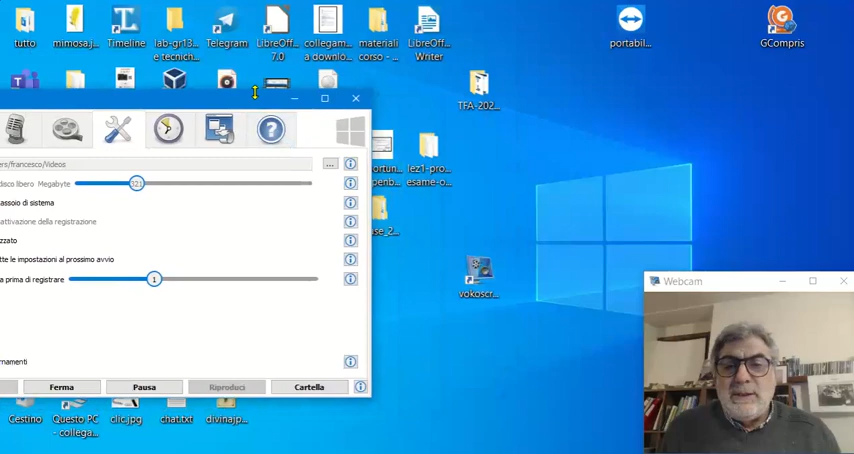 tutto
mimosa.j...
Timeline
lab-gr13...
e tecnicn...
Telegram
LibreOff...
7.0
collegam...
a downlo...
materiali
corso - ...
LibreOffi...
Writer
portabil...
GCompris
TFA-202...
ers/francesco/Videos
...
disco libero Megabyte
321
assoio di sistema
attivazione della registrazione
zzato
tte le impostazioni al prossimo avvio
a prima di registrare
1
rnamenti
Ferma
Pausa
Riproduci
Cartella
lez1-pro...
esame-o...
vokoscr...
Webcam
Cestino
Questo PC
- collega...
clic.jpg
chat.txt
divinajp...